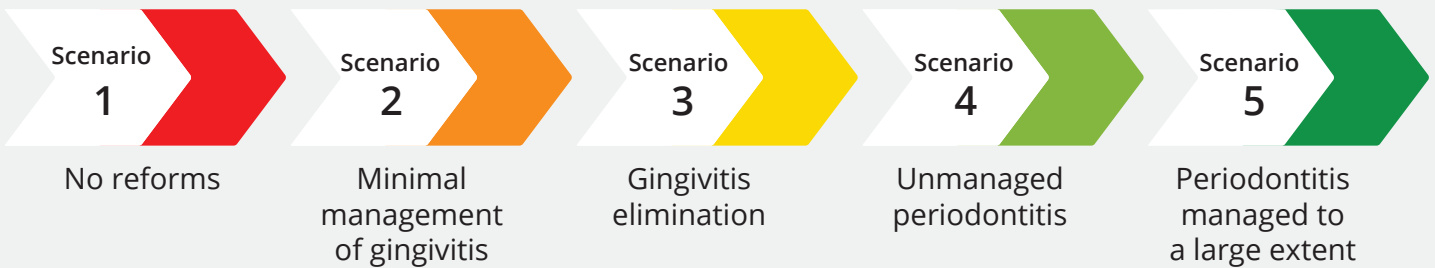 Scenario
1
No reforms
Scenario
2
Minimal
management
of gingivitis
Scenario
3
Gingivitis
elimination
Scenario
4
Unmanaged
periodontitis
Scenario
5
Periodontitis
managed to
a large extent